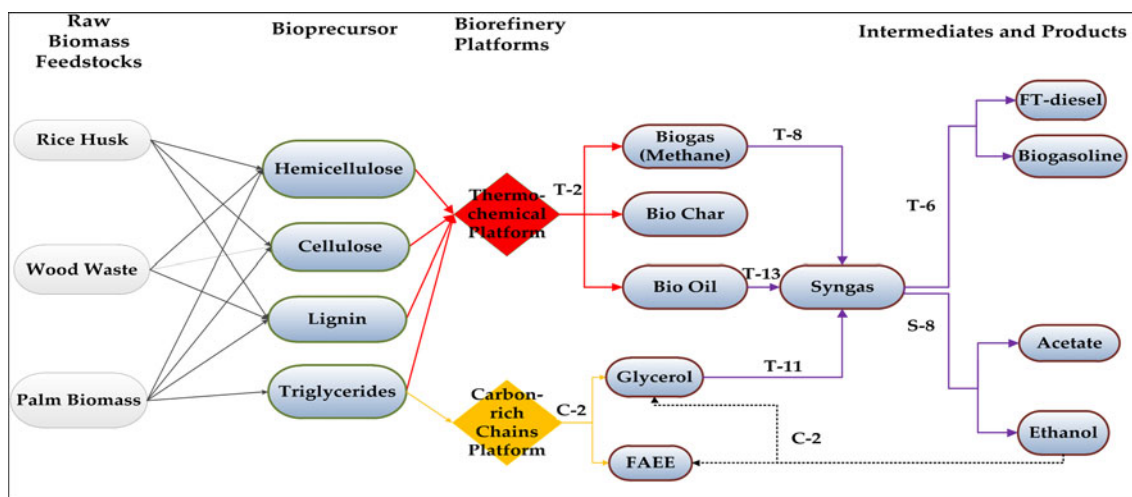 Raw
Biomass
Feedstocks
Bioprecursor
Biorefinery
Platforms
Intermediates and Products
Rice Husk
Wood Waste
Palm Biomass
Hemicellulose
Cellulose
Lignin
Triglycerides
Thermo-
chemical
Platform
T-2
Carbon-
rich
Chains
Platform
C-2
Biogas
(Methane)
T-8
Bio Char
Bio Oil
T-13
Syngas
Glycerol
T-11
FAEE
C-2
T-6
S-8
FT-diesel
Biogasoline
Acetate
Ethanol